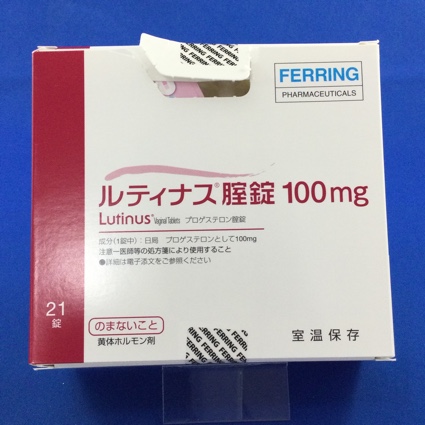 FERRING
PHARMACEUTICALS
ルティナス®腟錠 100mg
Lutinus® Vaginal Tablets プロゲステロン腟錠
成分(1錠中):日局 プロゲステロンとして100mg
注意-医師等の処方箋により使用すること
●詳細は電子添文をご参照ください
21
錠
のまないこと
黄体ホルモン剤
室温保存
FERRING
FERRING
FERRING